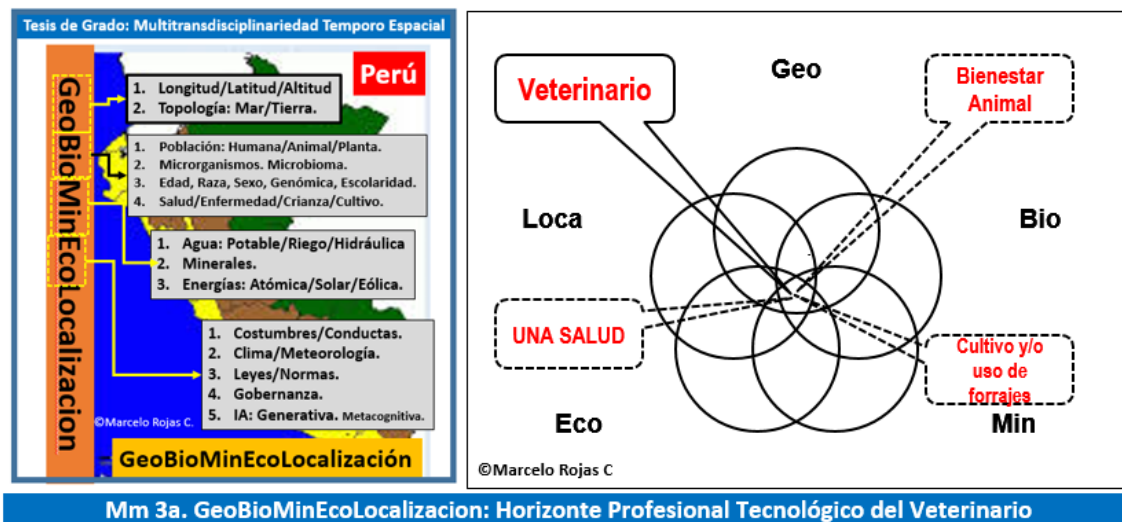 Tesis de Grado: Multitransdisciplinariedad Temporo Espacial
GeoBioMinEcoLocalizacion
Perú
1. Longitud/Latitud/Altitud
2. Topología: Mar/Tierra.
1. Población: Humana/Animal/Planta.
2. Microrganismos. Microbioma.
3. Edad, Raza, Sexo, Genómica, Escolaridad.
4. Salud/Enfermedad/Crianza/Cultivo.
1. Agua: Potable/Riego/Hidráulica
2. Minerales.
3. Energías: Atómica/Solar/Eólica.
1. Costumbres/Conductas.
2. Clima/Meteorología.
3. Leyes/Normas.
4. Gobernanza.
5. IA: Generativa. Metacognitiva.
©Marcelo Rojas C.
GeoBioMinEcoLocalización
Geo
Veterinario
Bienestar
Animal
Loca
Bio
UNA SALUD
Cultivo y/o
uso de
forrajes
Eco
Min
©Marcelo Rojas C
Mm 3a. GeoBioMinEcoLocalizacion: Horizonte Profesional Tecnológico del Veterinario